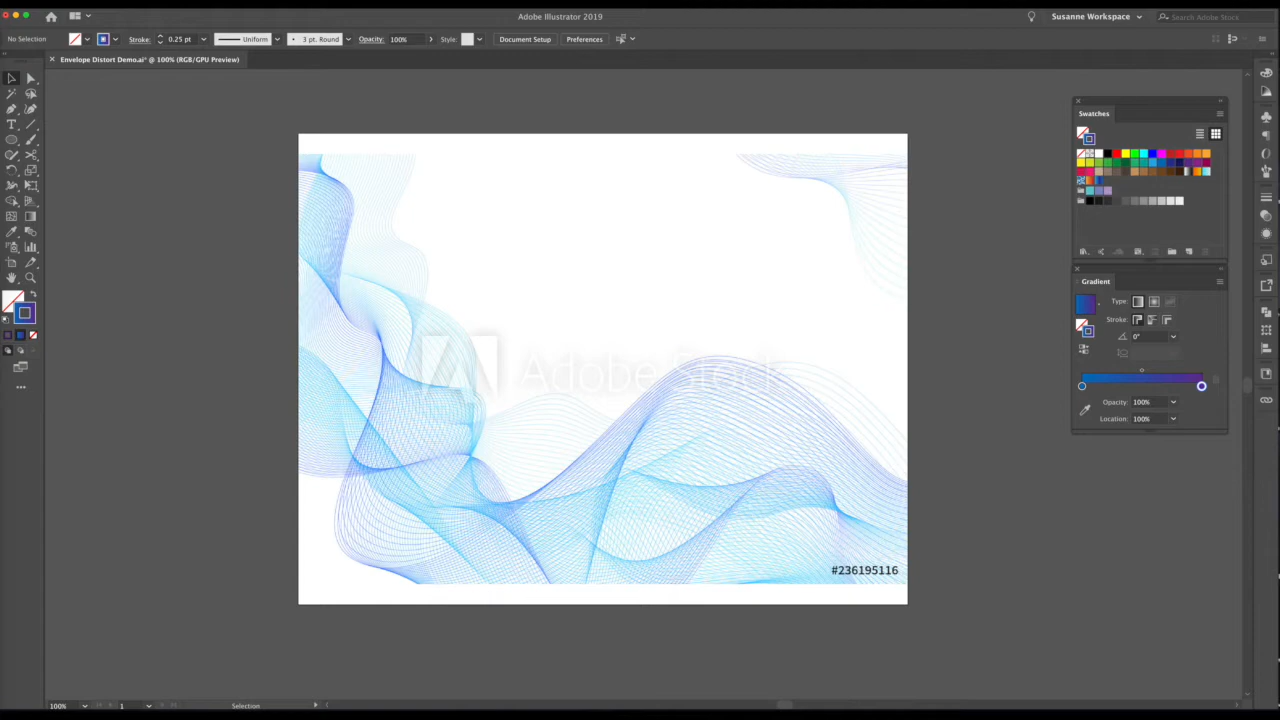 Adobe Illustrator 2019
Susanne Workspace
Search Adobe Stock
No Selection
Stroke:
0.25 pt
Uniform
3 pt. Round
Opacity:
100%
Style:
Document Setup
Preferences
Envelope Distort Demo.ai* @ 100% (RGB/GPU Preview)
Swatches
Gradient
Type:
Stroke:
0°
Opacity:
100%
Location:
100%
Adobe Stock
#236195116
100%
1
Selection